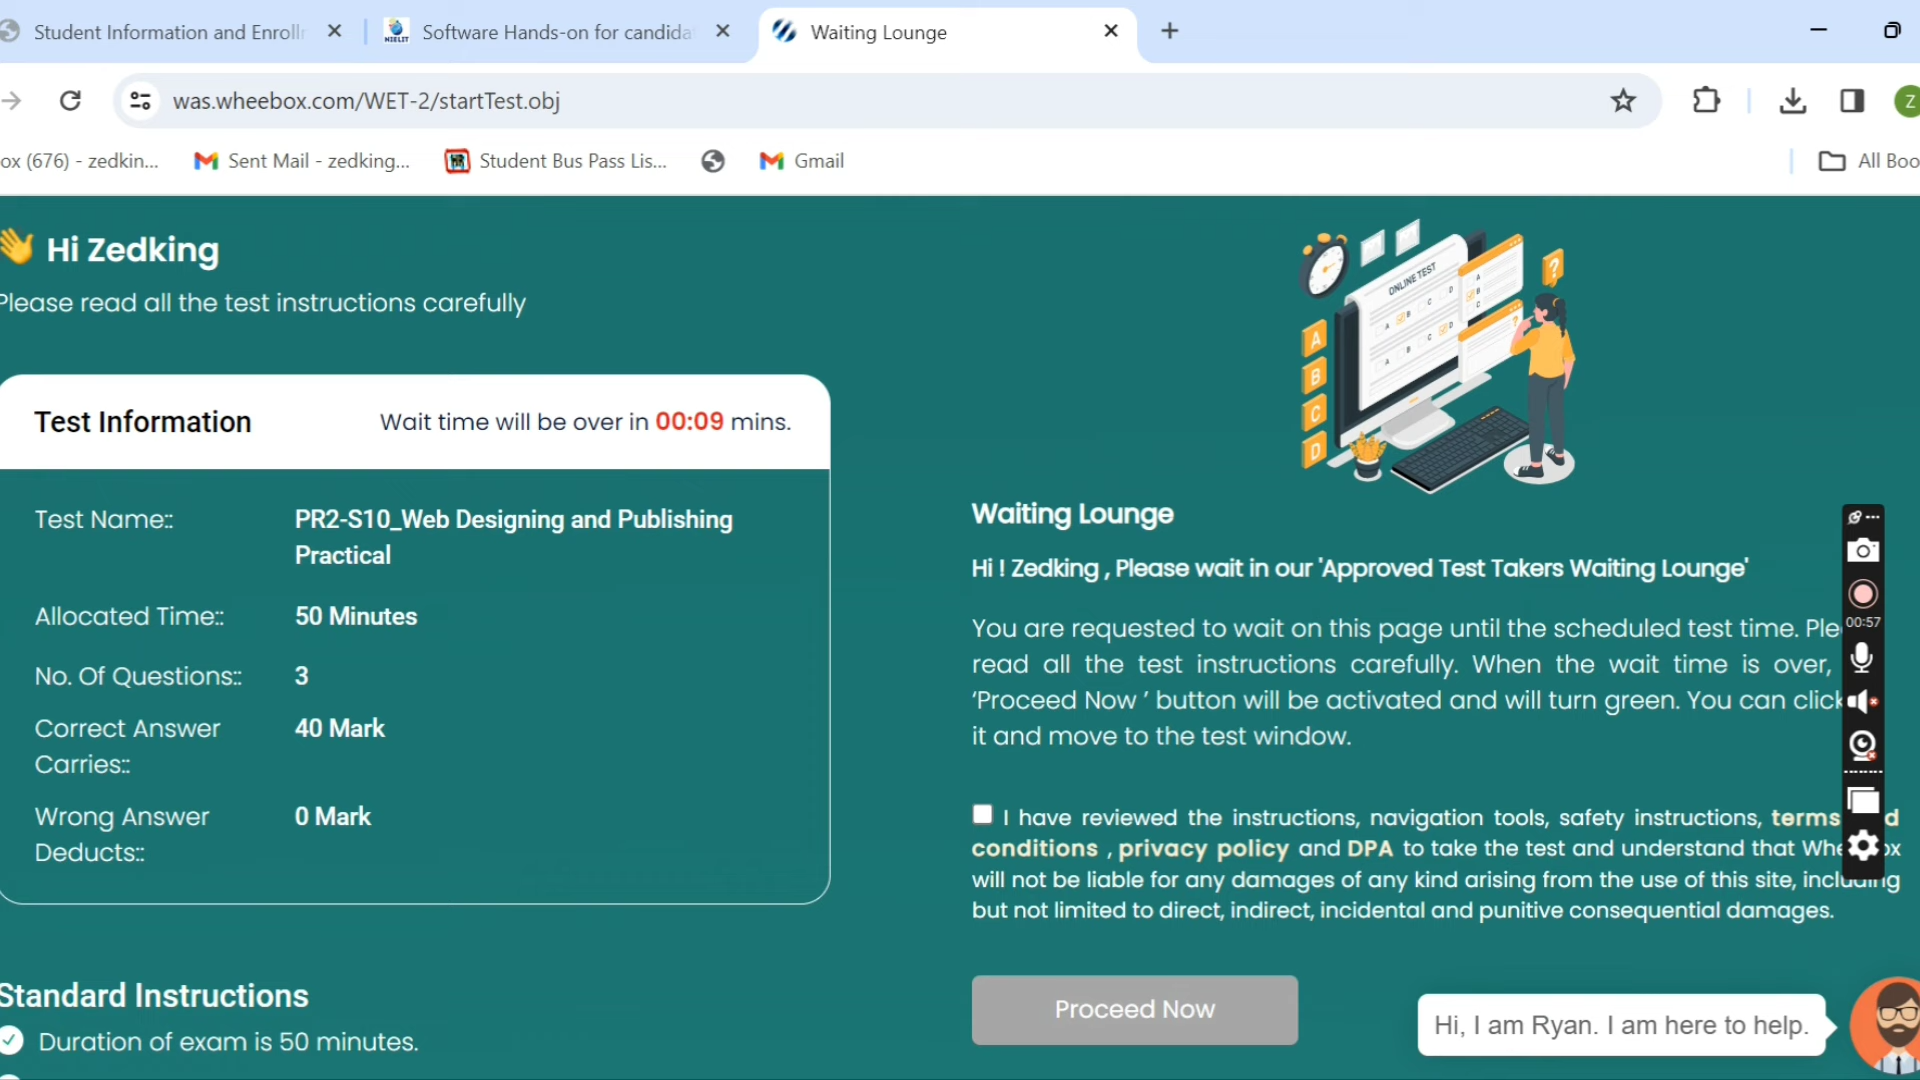 Student Information and Enroll
Software Hands-on for candida
Waiting Lounge
was.wheebox.com/WET-2/startTest.obj
Z
ox (676) - zedkin...
Sent Mail - zedking...
Student Bus Pass Lis...
Gmail
All Boo
👋 Hi Zedking
Please read all the test instructions carefully
ONLINE TEST
A
B
C
D
Test Information
Wait time will be over in 00:09 mins.
Test Name::
PR2-S10_Web Designing and Publishing
Practical
Allocated Time::
50 Minutes
No. Of Questions::
3
Correct Answer
Carries::
40 Mark
Wrong Answer
Deducts::
0 Mark
Standard Instructions
Duration of exam is 50 minutes.
Waiting Lounge
Hi ! Zedking , Please wait in our 'Approved Test Takers Waiting Lounge'
You are requested to wait on this page until the scheduled test time. Ple
read all the test instructions carefully. When the wait time is over,
‘Proceed Now ’ button will be activated and will turn green. You can click
it and move to the test window.
00:57
I have reviewed the instructions, navigation tools, safety instructions, terms d
conditions , privacy policy and DPA to take the test and understand that Whe ox
will not be liable for any damages of any kind arising from the use of this site, including
but not limited to direct, indirect, incidental and punitive consequential damages.
Proceed Now
Hi, I am Ryan. I am here to help.